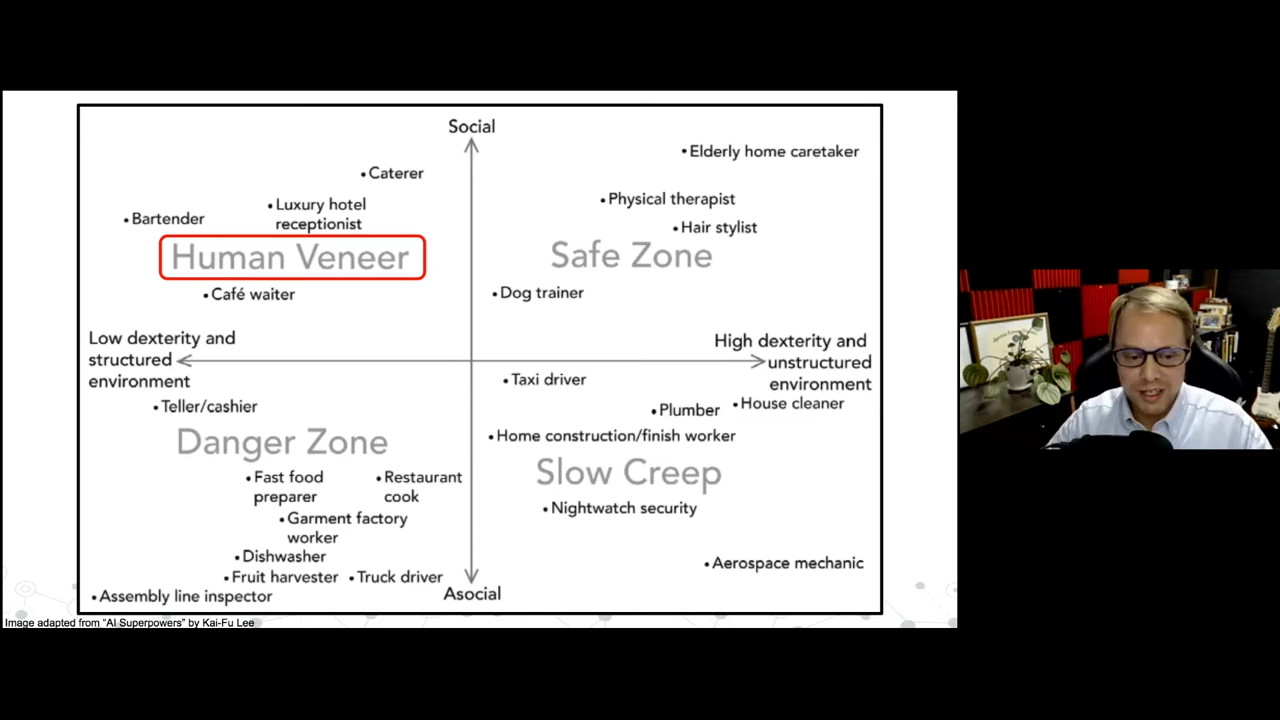 Social
Elderly home caretaker
Caterer
Physical therapist
Luxury hotel
receptionist
Bartender
Hair stylist
Human Veneer
Safe Zone
Café waiter
Dog trainer
Low dexterity and
structured
environment
High dexterity and
unstructured
environment
Taxi driver
Teller/cashier
Plumber
House cleaner
Danger Zone
Home construction/finish worker
Slow Creep
Fast food
preparer
Restaurant
cook
Nightwatch security
Garment factory
worker
Dishwasher
Aerospace mechanic
Fruit harvester
Truck driver
Assembly line inspector
Asocial
Image adapted from “AI Superpowers” by Kai-Fu Lee